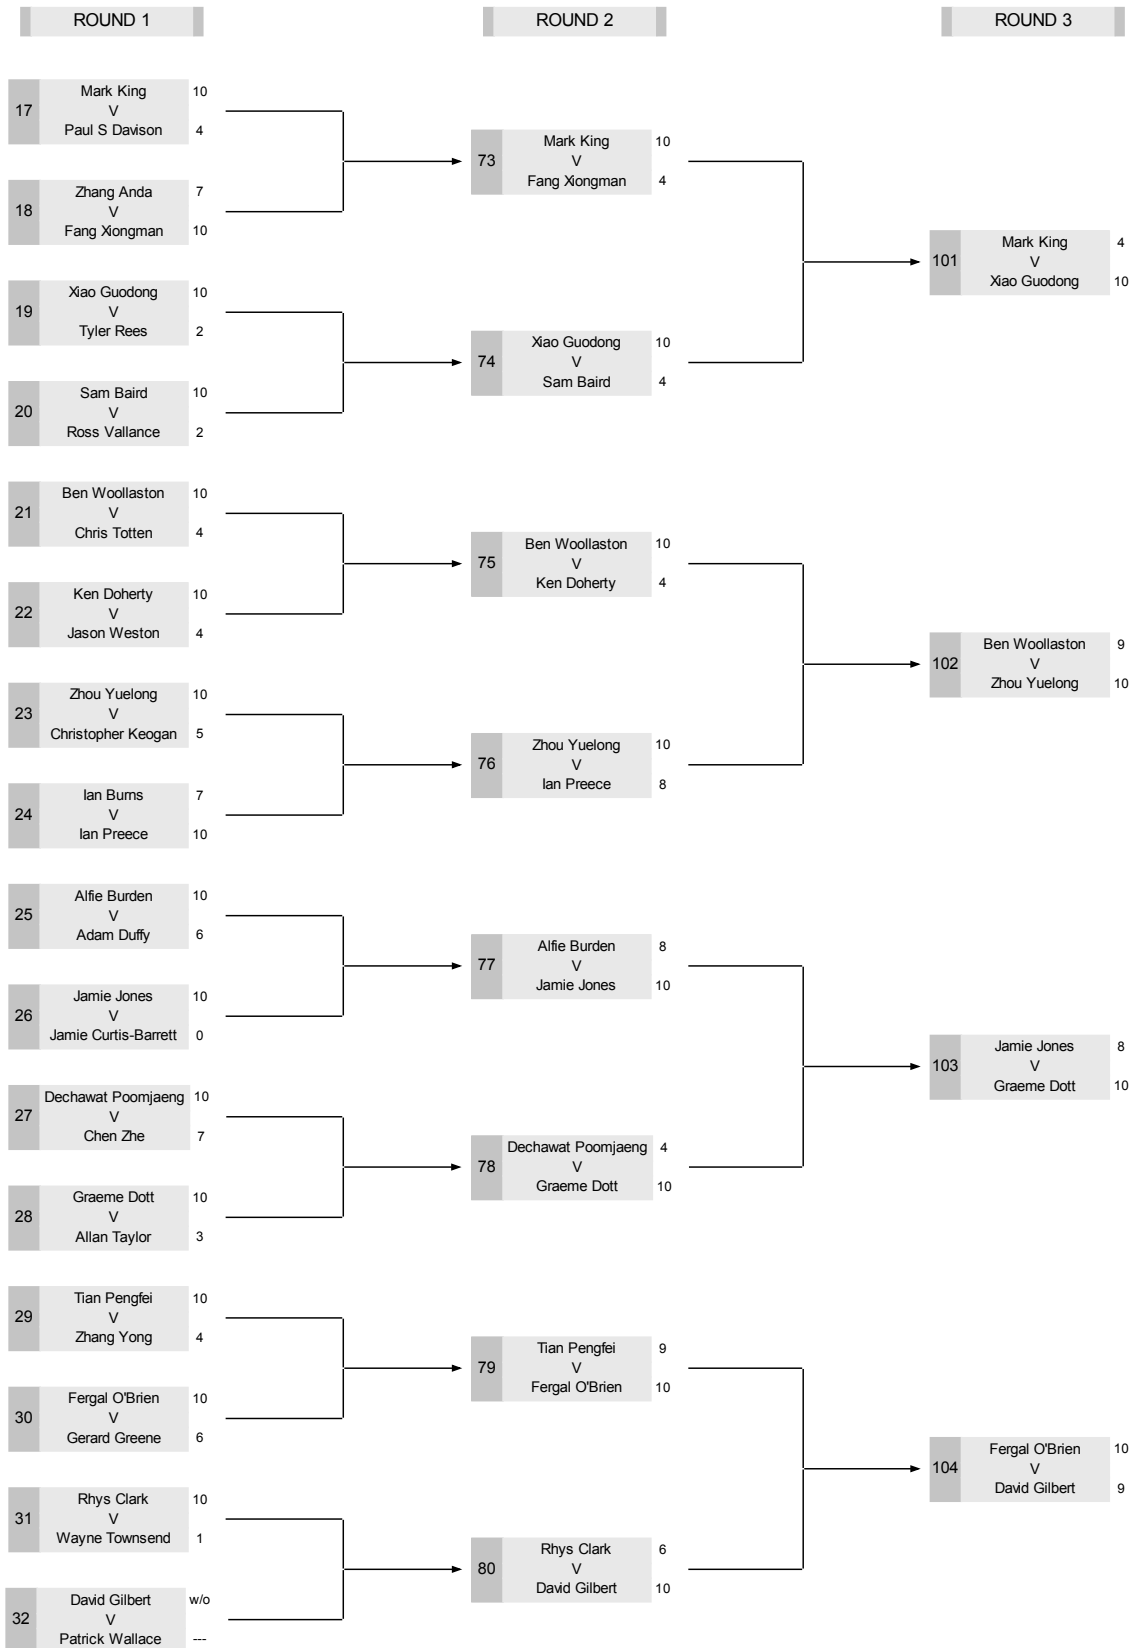 ROUND 1
ROUND 2
ROUND 3
17
Mark King 10
V
Paul S Davison 4
18
Zhang Anda 7
V
Fang Xiongman 10
19
Xiao Guodong 10
V
Tyler Rees 2
20
Sam Baird 10
V
Ross Vallance 2
21
Ben Woollaston 10
V
Chris Totten 4
22
Ken Doherty 10
V
Jason Weston 4
23
Zhou Yuelong 10
V
Christopher Keogan 5
24
Ian Burns 7
V
Ian Preece 10
25
Alfie Burden 10
V
Adam Duffy 6
26
Jamie Jones 10
V
Jamie Curtis-Barrett 0
27
Dechawat Poomjaeng 10
V
Chen Zhe 7
28
Graeme Dott 10
V
Allan Taylor 3
29
Tian Pengfei 10
V
Zhang Yong 4
30
Fergal O'Brien 10
V
Gerard Greene 6
31
Rhys Clark 10
V
Wayne Townsend 1
32
David Gilbert w/o
V
Patrick Wallace ---
73
Mark King 10
V
Fang Xiongman 4
74
Xiao Guodong 10
V
Sam Baird 4
75
Ben Woollaston 10
V
Ken Doherty 4
76
Zhou Yuelong 10
V
Ian Preece 8
77
Alfie Burden 8
V
Jamie Jones 10
78
Dechawat Poomjaeng 4
V
Graeme Dott 10
79
Tian Pengfei 9
V
Fergal O'Brien 10
80
Rhys Clark 6
V
David Gilbert 10
101
Mark King 4
V
Xiao Guodong 10
102
Ben Woollaston 9
V
Zhou Yuelong 10
103
Jamie Jones 8
V
Graeme Dott 10
104
Fergal O'Brien 10
V
David Gilbert 9